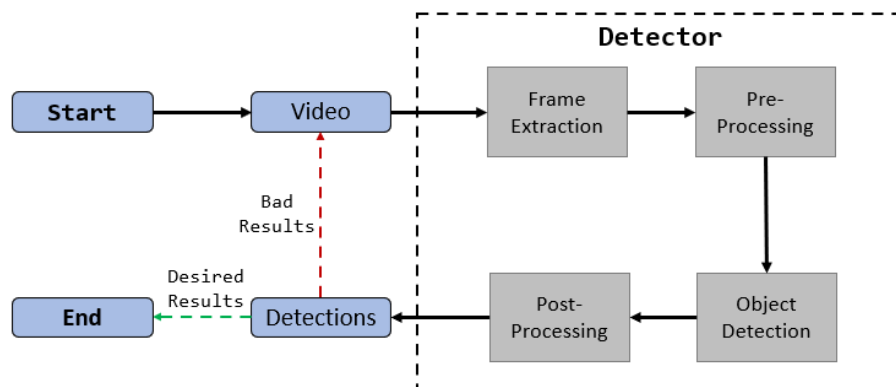 Detector
Start
Video
Frame
Extraction
Pre-
Processing
Bad
Results
Desired
Results
End
Detections
Post-
Processing
Object
Detection